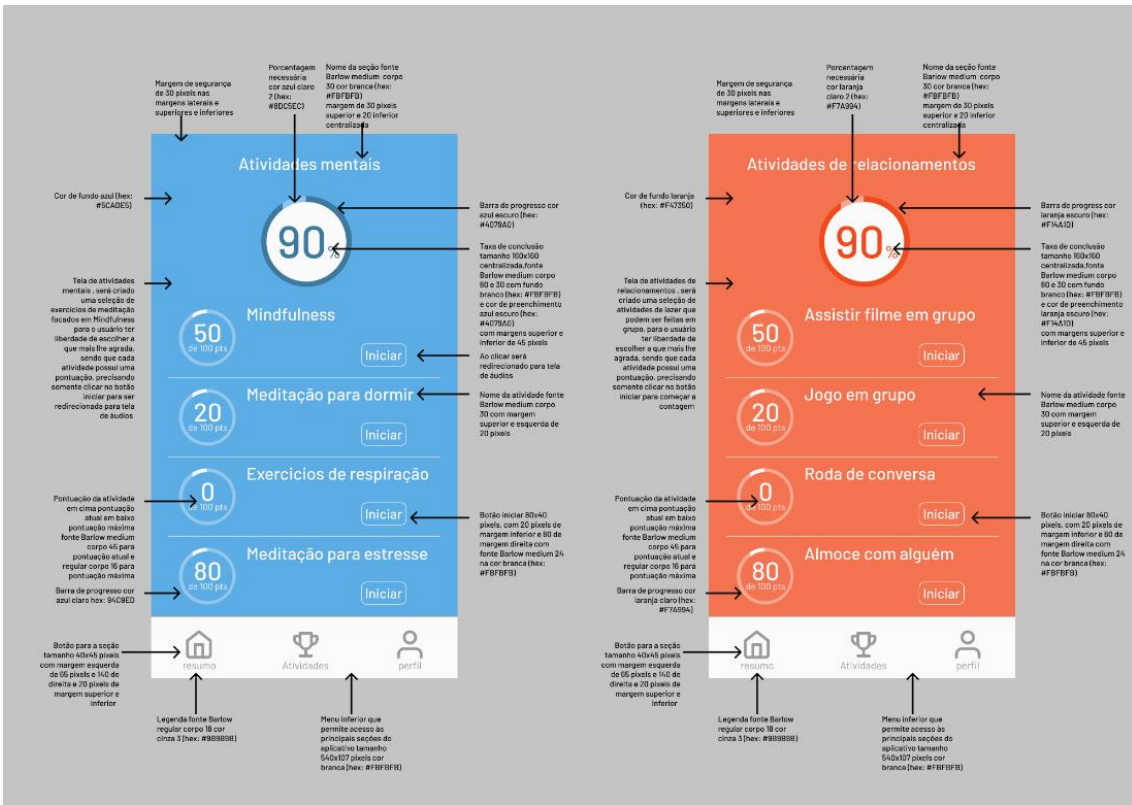 Margem de segurança
de 30 pixels nas
margens laterais e
superiores e inferiores
Porcentagem
necessária
cor azul claro
2 (hex:
#8DC5EC)
Nome da seção fonte
Barlow medium corpo
30 cor branca (hex:
#FBFBFB)
margem de 30 pixels
superior e 20 inferior
centralizada
Cor de fundo azul (hex:
#5CADE5)
Tela de atividades
mentais , será criado
uma seleção de
exercícios de meditação
focados em Mindfulness
para o usuário ter
liberdade de escolher a
que mais lhe agrada,
sendo que cada
atividade possui uma
pontuação, precisando
somente clicar no botão
iniciar para ser
redirecionada para tela
de áudios
Pontuação da atividade
em cima pontuação
atual em baixo
pontuação máxima
fonte Barlow medium
corpo 45 para
pontuação atual e
regular corpo 16 para
pontuação máxima
Barra de progresso cor
azul claro hex: 94C9ED
Botão para a seção
tamanho 40x45 pixels
com margem esquerda
de 65 pixels e 140 de
direita e 20 pixels de
margem superior e
inferior
Atividades mentais
90%
50
de 100 pts
Mindfulness
Iniciar
20
de 100 pts
Meditação para dormir
Iniciar
0
de 100 pts
Exercicios de respiração
Iniciar
80
de 100 pts
Meditação para estresse
Iniciar
resumo
Atividades
perfil
Barra de progresso cor
azul escuro (hex:
#4079A0)
Taxa de conclusão
tamanho 160x160
centralizada,fonte
Barlow medium corpo
80 e 30 com fundo
branco (hex: #FBFBFB)
e cor de preenchimento
azul escuro (hex:
#4079A0)
com margens superior e
inferior de 45 pixels
Ao clicar será
redirecionado para tela
de áudios
Nome da atividade fonte
Barlow medium corpo
30 com margem
superior e esquerda de
20 pixels
Botão iniciar 80x40
pixels, com 20 pixels de
margem inferior e 80 de
margem direita com
fonte Barlow medium 24
na cor branca (hex:
#FBFBFB)
Legenda fonte Barlow
regular corpo 18 cor
cinza 3 (hex: #9B9B9B)
Menu inferior que
permite acesso às
principais seções do
aplicativo tamanho
540x107 pixels cor
branca (hex: #FBFBFB)
Margem de segurança
de 30 pixels nas
margens laterais e
superiores e inferiores
Porcentagem
necessária
cor laranja
claro 2 (hex:
#F7A994)
Nome da seção fonte
Barlow medium corpo
30 cor branca (hex:
#FBFBFB)
margem de 30 pixels
superior e 20 inferior
centralizada
Cor de fundo laranja
(hex: #F47350)
Tela de atividades de
relacionamentos , será
criado uma seleção de
atividades de lazer que
podem ser feitas em
grupo, para o usuário
ter liberdade de
escolher a que mais lhe
agrada, sendo que cada
atividade possui uma
pontuação, precisando
somente clicar no botão
iniciar para começar a
contagem
Pontuação da atividade
em cima pontuação
atual em baixo
pontuação máxima
fonte Barlow medium
corpo 45 para
pontuação atual e
regular corpo 16 para
pontuação máxima
Barra de progresso cor
laranja claro (hex:
#F7A994)
Botão para a seção
tamanho 40x45 pixels
com margem esquerda
de 65 pixels e 140 de
direita e 20 pixels de
margem superior e
inferior
Atividades de relacionamentos
90%
50
de 100 pts
Assistir filme em grupo
Iniciar
20
de 100 pts
Jogo em grupo
Iniciar
0
de 100 pts
Roda de conversa
Iniciar
80
de 100 pts
Almoce com alguém
Iniciar
resumo
Atividades
perfil
Barra de progress cor
laranja escuro (hex:
#F14A1D)
Taxa de conclusão
tamanho 160x160
centralizada,fonte
Barlow medium corpo
80 e 30 com fundo
branco (hex: #FBFBFB)
e cor de preenchimento
azul escuro (hex:
#F14A1D)
com margens superior e
inferior de 45 pixels
Nome da atividade fonte
Barlow medium corpo
30 com margem
superior e esquerda de
20 pixels
Botão iniciar 80x40
pixels, com 20 pixels de
margem inferior e 80 de
margem direita com
fonte Barlow medium 24
na cor branca (hex:
#FBFBFB)
Legenda fonte Barlow
regular corpo 18 cor
cinza 3 (hex: #9B9B9B)
Menu inferior que
permite acesso às
principais seções do
aplicativo tamanho
540x107 pixels cor
branca (hex: #FBFBFB)